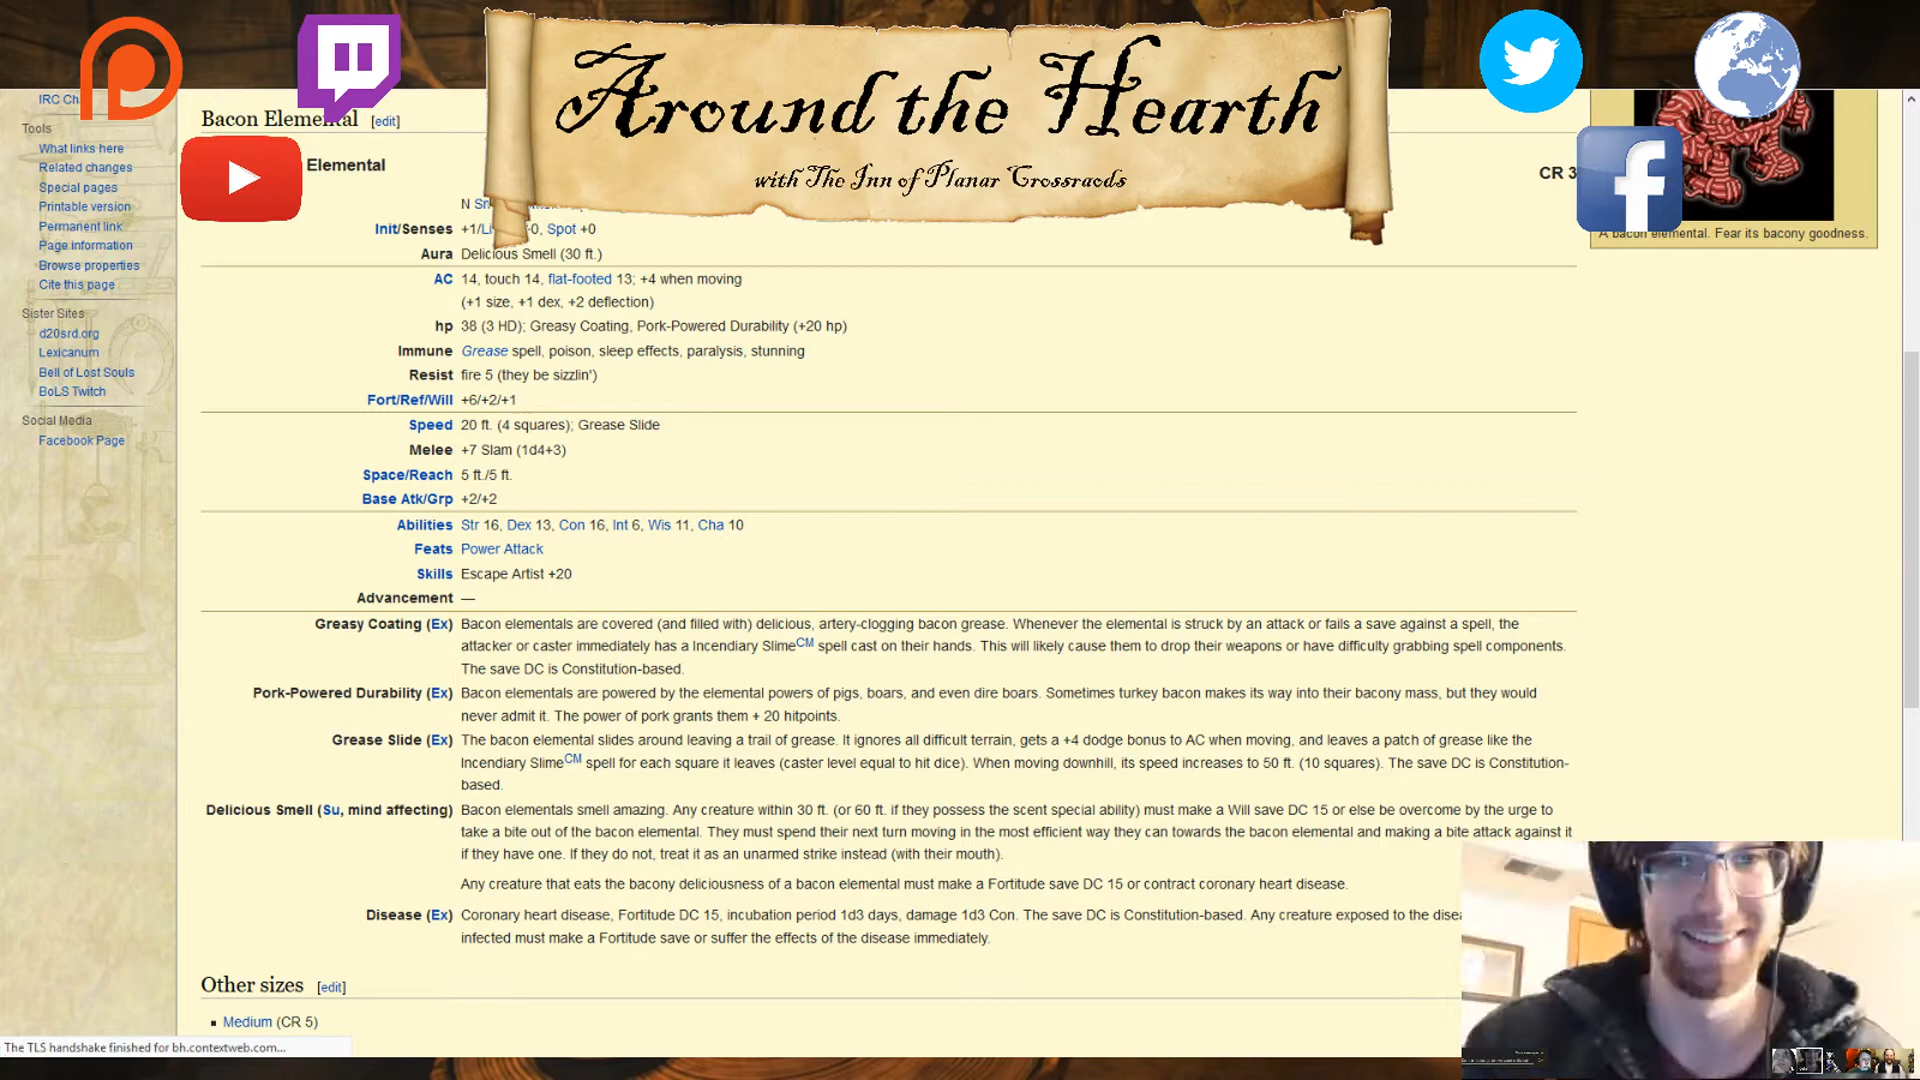 Around the Hearth
with The Inn of Planar Crossraods
IRC Ch
Tools
What links here
Related changes
Special pages
Printable version
Permanent link
Page information
Browse properties
Cite this page
Sister Sites
d20srd.org
Lexicanum
Bell of Lost Souls
BoLS Twitch
Social Media
Facebook Page
Bacon Elemental [edit]
Elemental CR 3
N
Init/Senses +1/Li -0, Spot +0
Aura Delicious Smell (30 ft.)
AC 14, touch 14, flat-footed 13; +4 when moving
(+1 size, +1 dex, +2 deflection)
hp 38 (3 HD); Greasy Coating, Pork-Powered Durability (+20 hp)
Immune Grease spell, poison, sleep effects, paralysis, stunning
Resist fire 5 (they be sizzlin')
Fort/Ref/Will +6/+2/+1
Speed 20 ft. (4 squares); Grease Slide
Melee +7 Slam (1d4+3)
Space/Reach 5 ft./5 ft.
Base Atk/Grp +2/+2
Abilities Str 16, Dex 13, Con 16, Int 6, Wis 11, Cha 10
Feats Power Attack
Skills Escape Artist +20
Advancement —
Greasy Coating (Ex) Bacon elementals are covered (and filled with) delicious, artery-clogging bacon grease. Whenever the elemental is struck by an attack or fails a save against a spell, the
attacker or caster immediately has a Incendiary SlimeCM spell cast on their hands. This will likely cause them to drop their weapons or have difficulty grabbing spell components.
The save DC is Constitution-based.
Pork-Powered Durability (Ex) Bacon elementals are powered by the elemental powers of pigs, boars, and even dire boars. Sometimes turkey bacon makes its way into their bacony mass, but they would
never admit it. The power of pork grants them + 20 hitpoints.
Grease Slide (Ex) The bacon elemental slides around leaving a trail of grease. It ignores all difficult terrain, gets a +4 dodge bonus to AC when moving, and leaves a patch of grease like the
Incendiary SlimeCM spell for each square it leaves (caster level equal to hit dice). When moving downhill, its speed increases to 50 ft. (10 squares). The save DC is Constitution-
based.
Delicious Smell (Su, mind affecting) Bacon elementals smell amazing. Any creature within 30 ft. (or 60 ft. if they possess the scent special ability) must make a Will save DC 15 or else be overcome by the urge to
take a bite out of the bacon elemental. They must spend their next turn moving in the most efficient way they can towards the bacon elemental and making a bite attack against it
if they have one. If they do not, treat it as an unarmed strike instead (with their mouth).
Any creature that eats the bacony deliciousness of a bacon elemental must make a Fortitude save DC 15 or contract coronary heart disease.
Disease (Ex) Coronary heart disease, Fortitude DC 15, incubation period 1d3 days, damage 1d3 Con. The save DC is Constitution-based. Any creature exposed to the disea
infected must make a Fortitude save or suffer the effects of the disease immediately.
Other sizes [edit]
Medium (CR 5)
A bacon elemental. Fear its bacony goodness.
The TLS handshake finished for bh.contextweb.com...